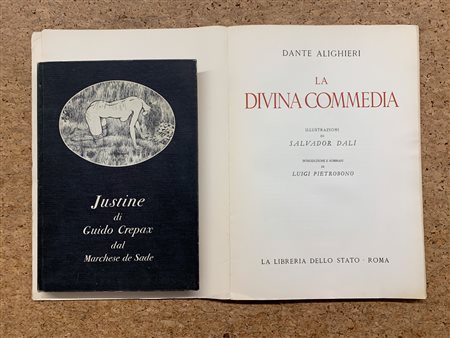 Justine
di
Guido Crepax
dal
Marchese de Sade
DANTE ALIGHIERI
LA
DIVINA COMMEDIA
ILLUSTRAZIONI
DI
SALVADOR DALI
INTRODUZIONE E SOMMARI
DI
LUIGI PIETROBONO
LA LIBRERIA DELLO STATO - ROMA